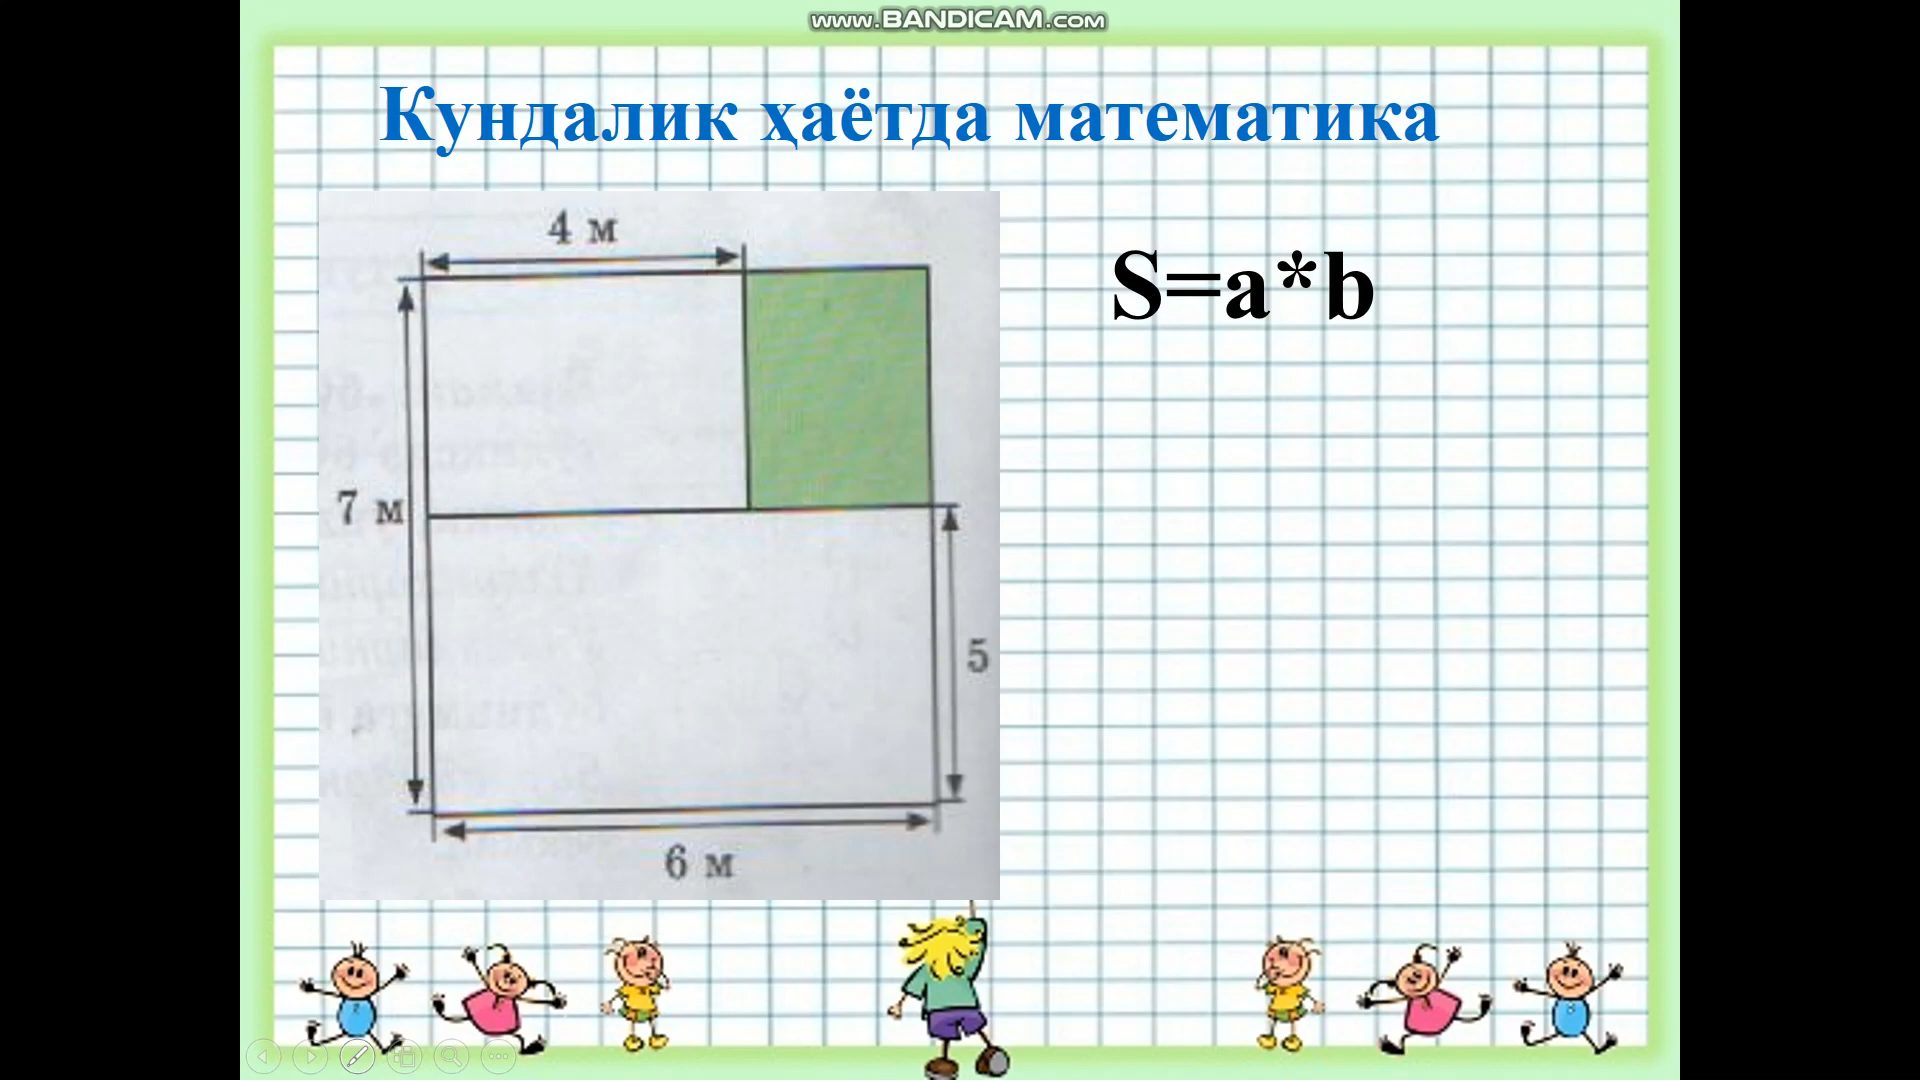 www.BANDICAM.com
Кундалик ҳаётда математика
4 м
S=a*b
7 м
5
6 м